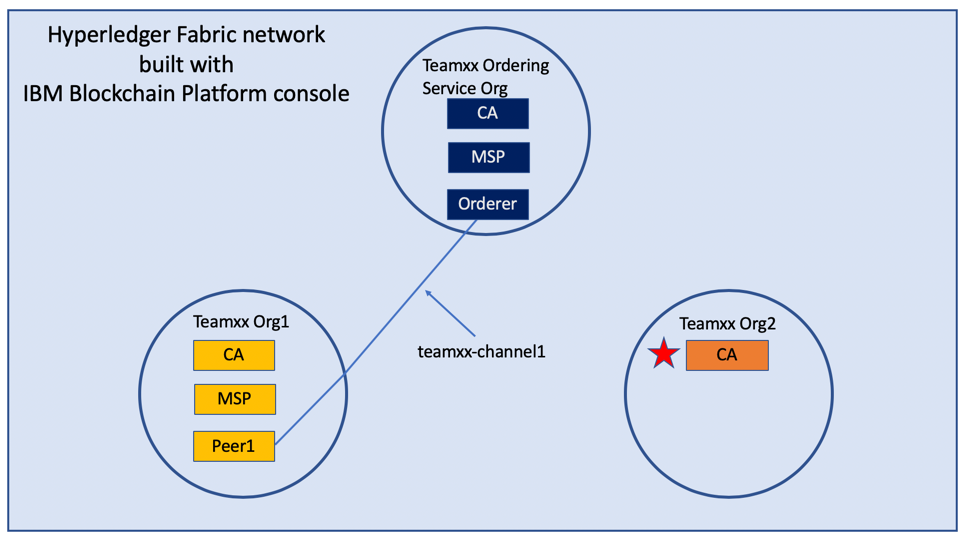 Hyperledger Fabric network
built with
IBM Blockchain Platform console
Teamxx Ordering
Service Org
CA
MSP
Orderer
Teamxx Org1
CA
MSP
Peer1
teamxx-channel1
Teamxx Org2
CA